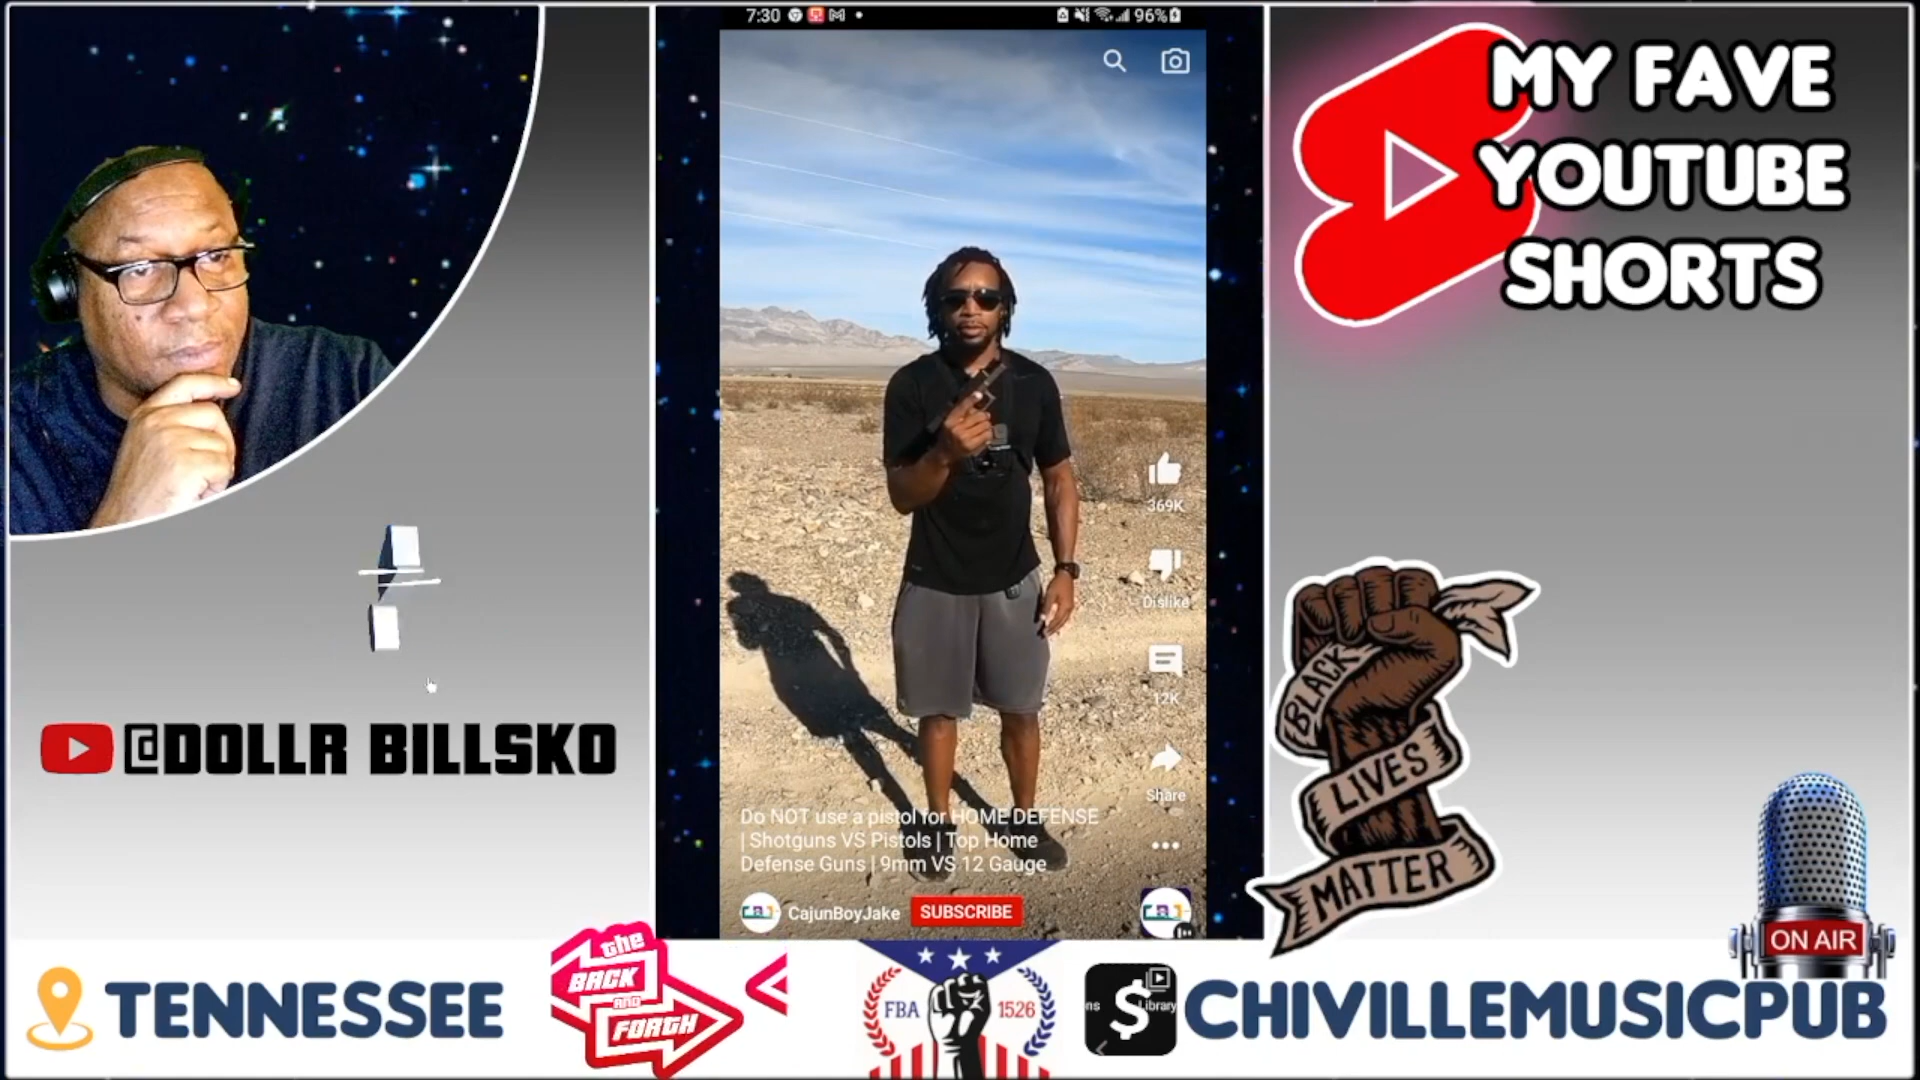 7:30
96%
MY FAVE
YOUTUBE
SHORTS
369K
Dislike
12K
Share
Do NOT use a pistol for HOME DEFENSE
| Shotguns VS Pistols | Top Home
Defense Guns | 9mm VS 12 Gauge
CajunBoyJake
SUBSCRIBE
@DOLLR BILLSKO
BLACK
LIVES
MATTER
ON AIR
TENNESSEE
the
BACK
AND
FORTH
FBA
1526
ns
Library
$
CHIVILLEMUSICPUB